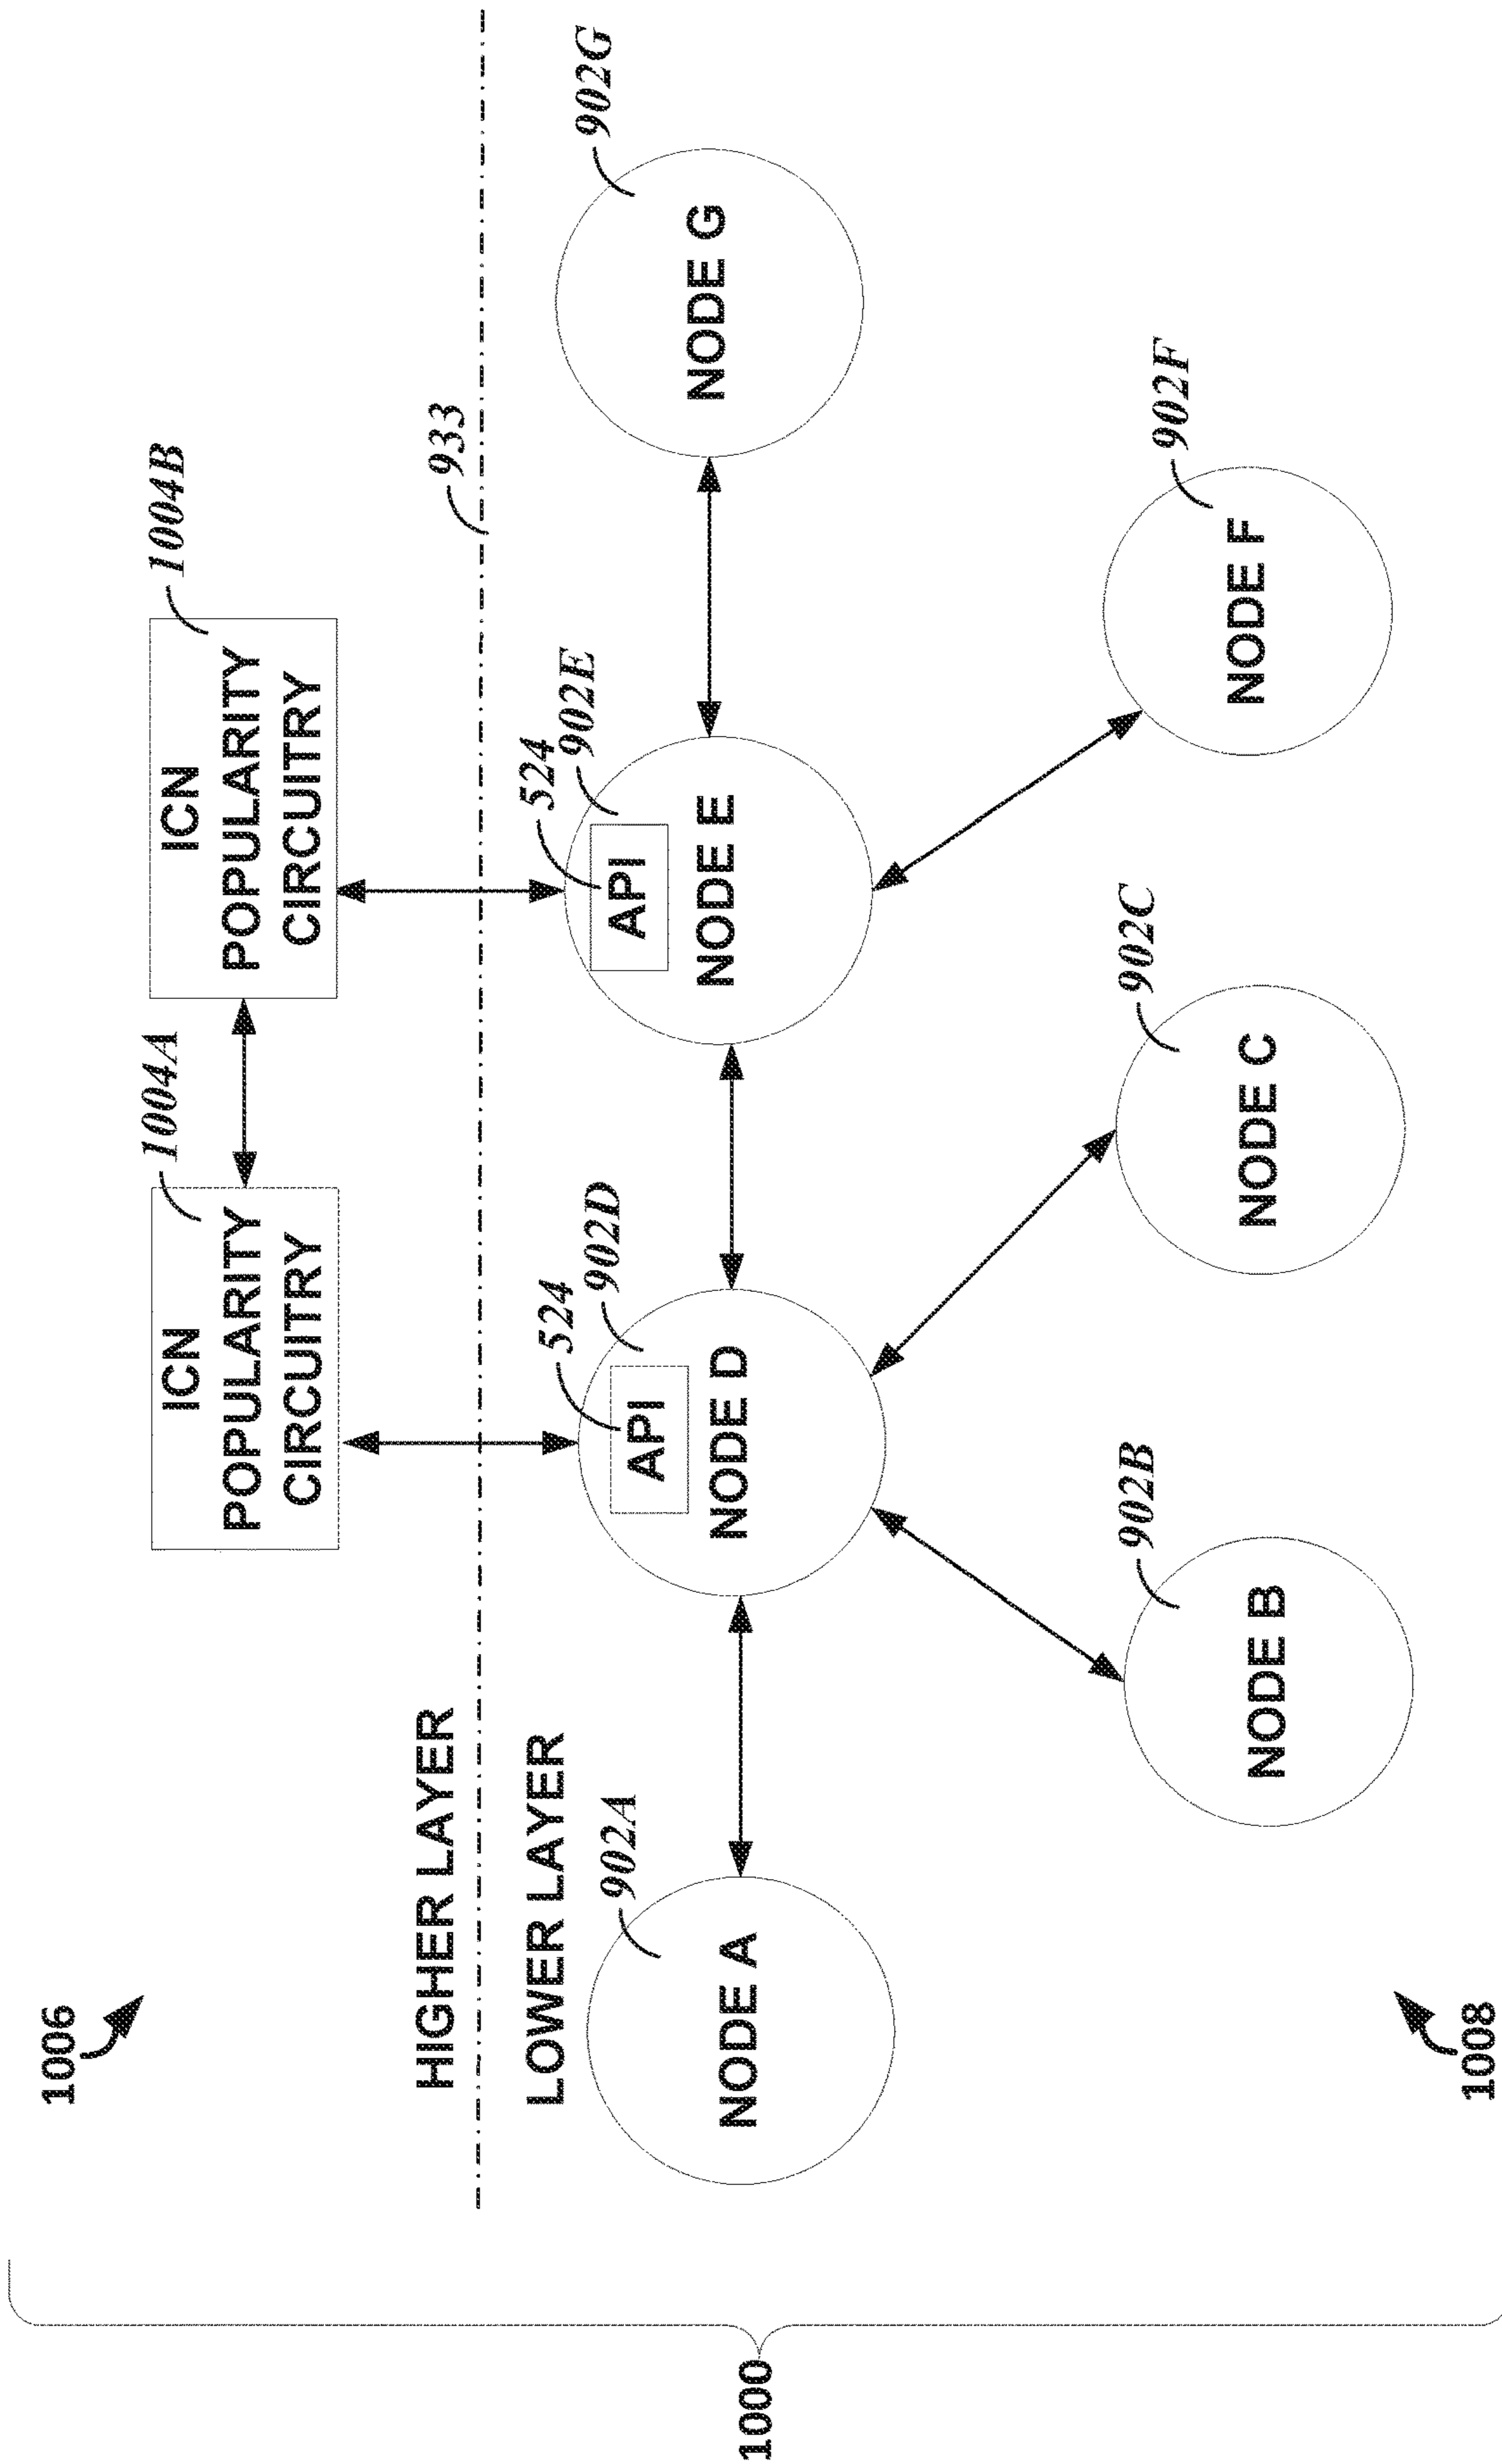 1006
1004A
1004B
ICN
POPULARITY
CIRCUITRY
ICN
POPULARITY
CIRCUITRY
HIGHER LAYER
933
LOWER LAYER
902A
524
902D
524
902E
902G
API
API
NODE A
NODE D
NODE E
NODE G
902B
902C
902F
NODE B
NODE C
NODE F
1008
1000